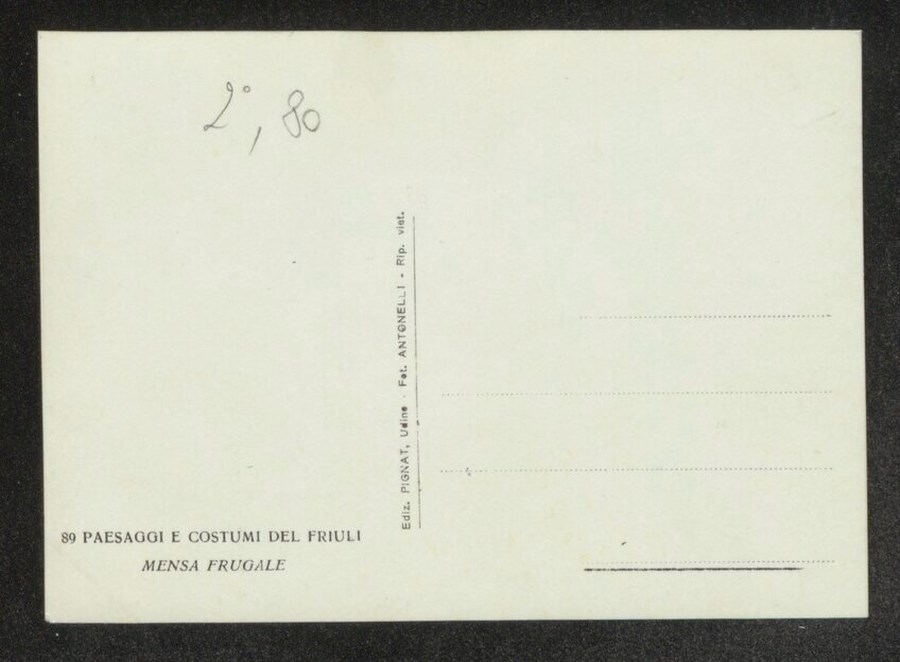 2°, 80
Ediz. PIGNAT, Udine - Fot. ANTONELLI - Rip. viet.
89 PAESAGGI E COSTUMI DEL FRIULI
MENSA FRUGALE